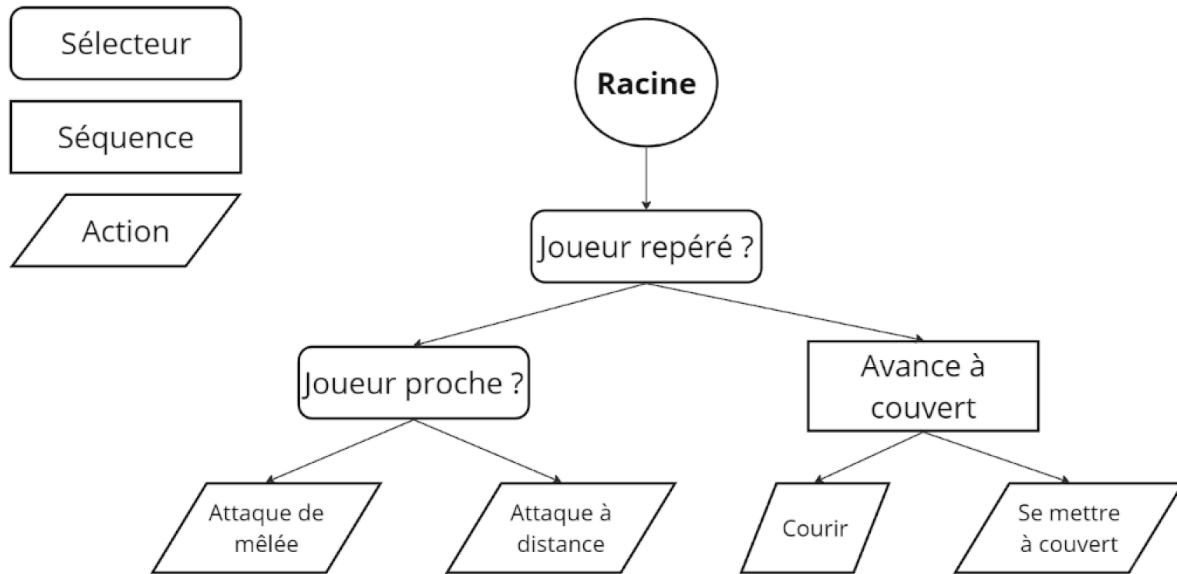 Sélecteur
Séquence
Action
Racine
Joueur repéré ?
Joueur proche ?
Avance à
couvert
Attaque de
mêlée
Attaque à
distance
Courir
Se mettre
à couvert